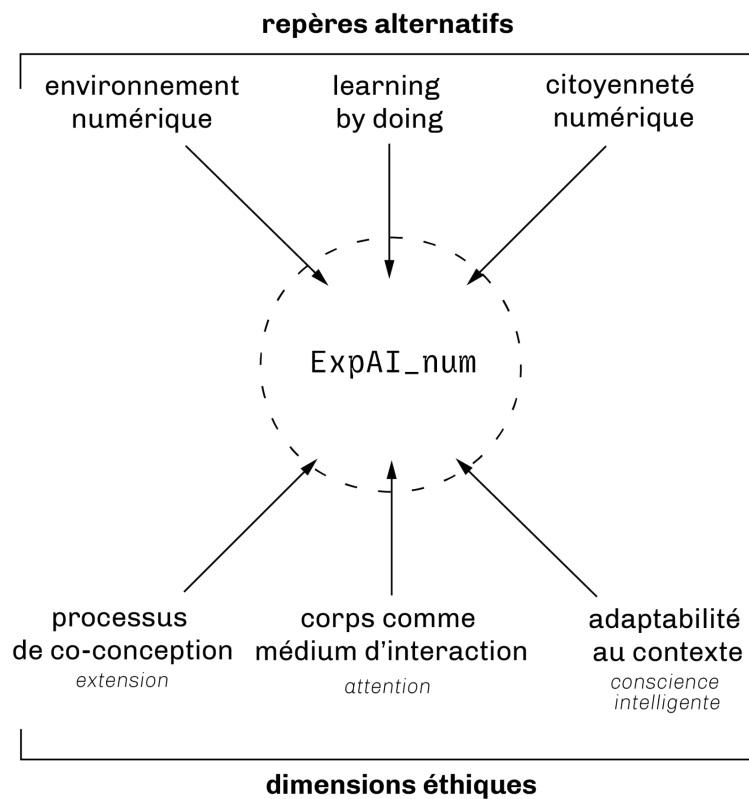 repères alternatifs
environnement
numérique
learning
by doing
citoyenneté
numérique
ExpAI_num
processus
de co-conception
extension
corps comme
médium d'interaction
attention
adaptabilité
au contexte
conscience
intelligente
dimensions éthiques